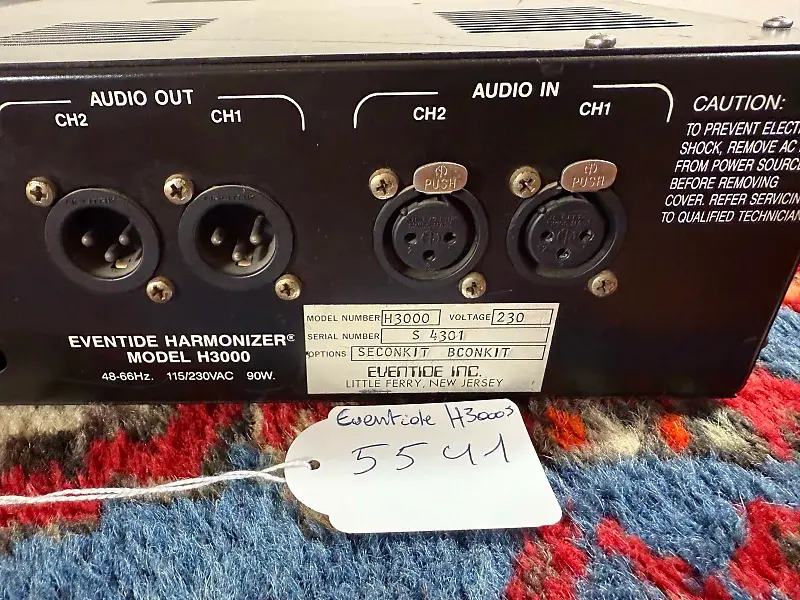 AUDIO OUT
CH2 CH1
AUDIO IN
CH2 CH1
PUSH PUSH
CAUTION:
TO PREVENT ELECT
SHOCK, REMOVE AC
FROM POWER SOURCE
BEFORE REMOVING
COVER. REFER SERVICIN
TO QUALIFIED TECHNICIAN
EVENTIDE HARMONIZER®
MODEL H3000
48-66Hz. 115/230VAC 90W.
MODEL NUMBER H3000 VOLTAGE 230
SERIAL NUMBER S 4301
OPTIONS SECONKIT BCONKIT
EVENTIDE INC.
LITTLE FERRY, NEW JERSEY
Eventide H3000s
5541